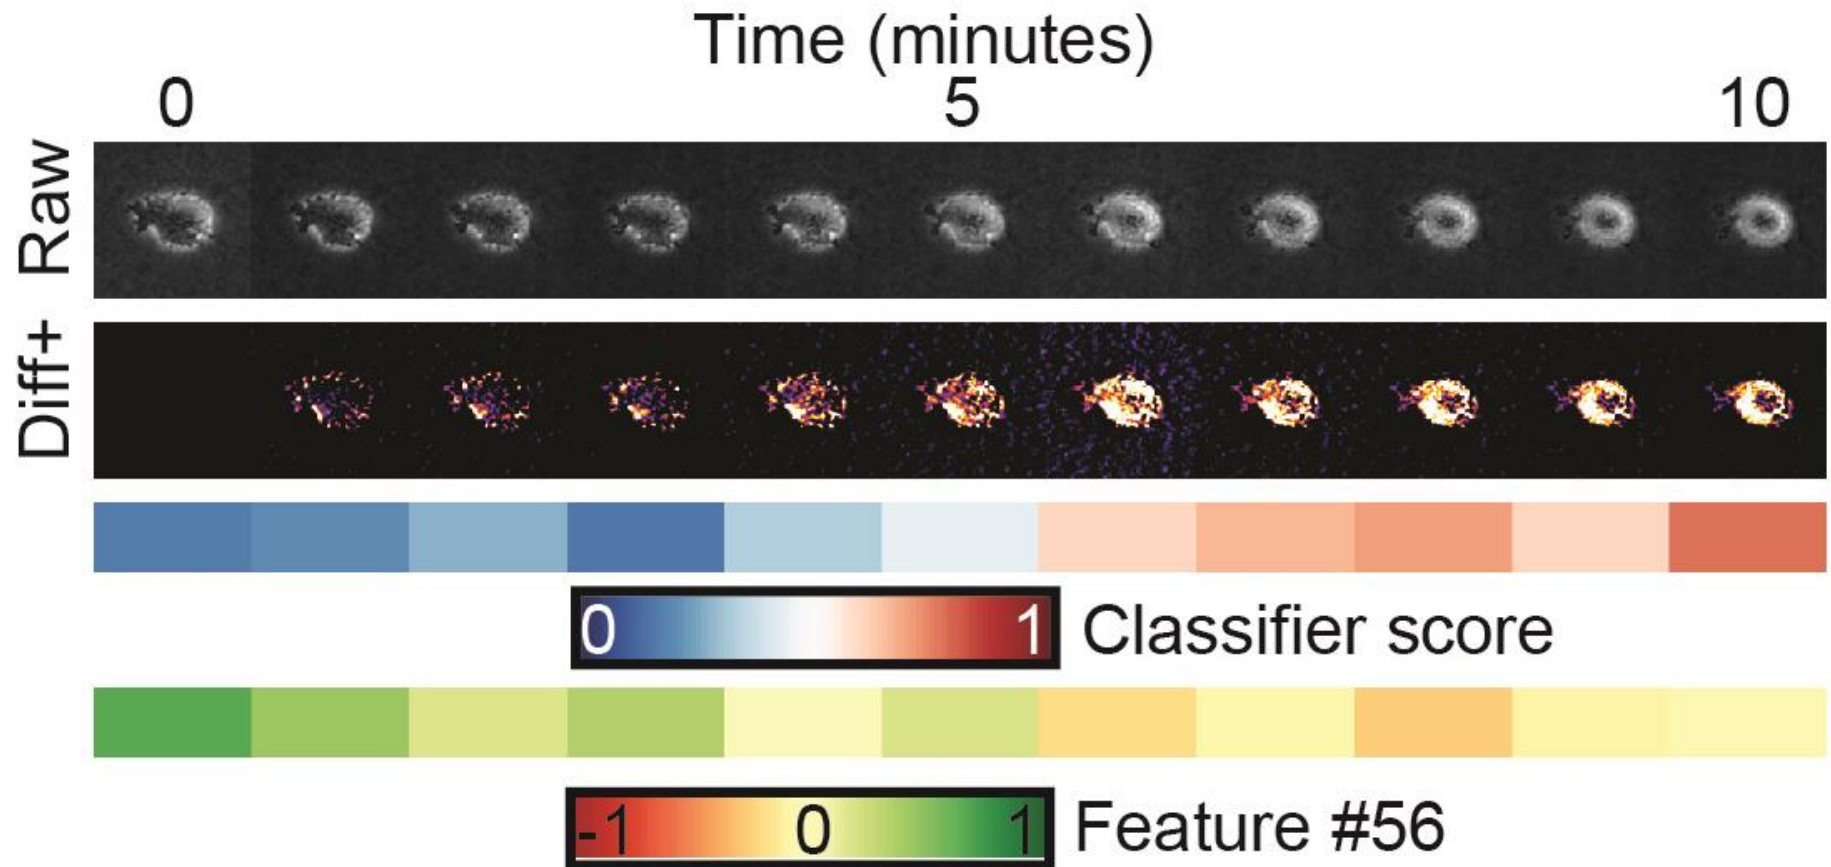 Time (minutes)
0 5 10
Raw
Diff+
0 1 Classifier score
-1 0 1 Feature #56